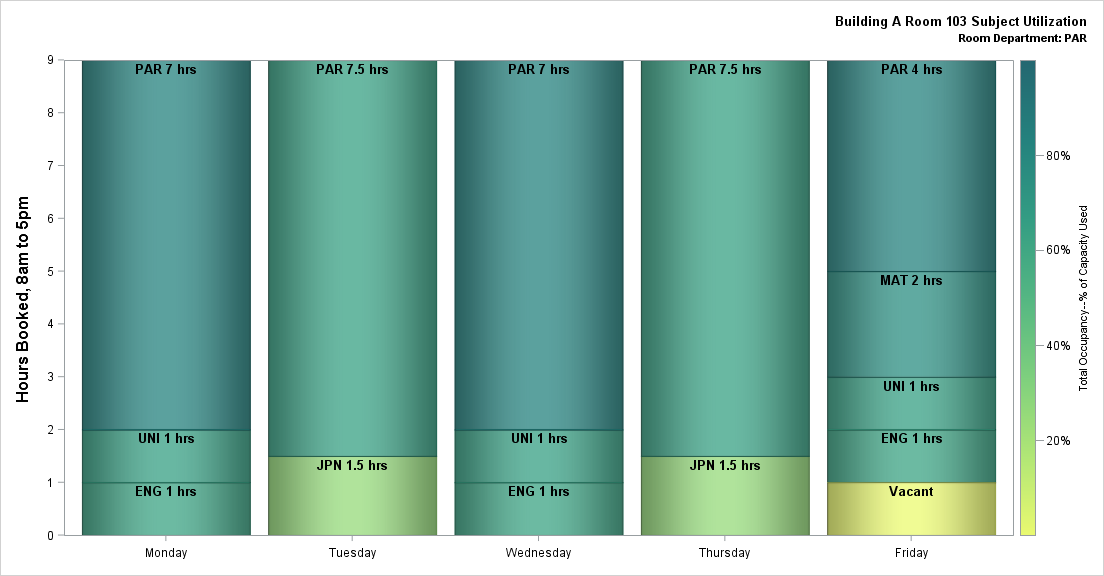 Building A Room 103 Subject Utilization
Room Department: PAR
Hours Booked, 8am to 5pm
9
8
7
6
5
4
3
2
1
0
PAR 7 hrs
UNI 1 hrs
ENG 1 hrs
PAR 7.5 hrs
JPN 1.5 hrs
PAR 7 hrs
UNI 1 hrs
ENG 1 hrs
PAR 7.5 hrs
JPN 1.5 hrs
PAR 4 hrs
MAT 2 hrs
UNI 1 hrs
ENG 1 hrs
Vacant
Monday
Tuesday
Wednesday
Thursday
Friday
80%
60%
40%
20%
Total Occupancy--% of Capacity Used